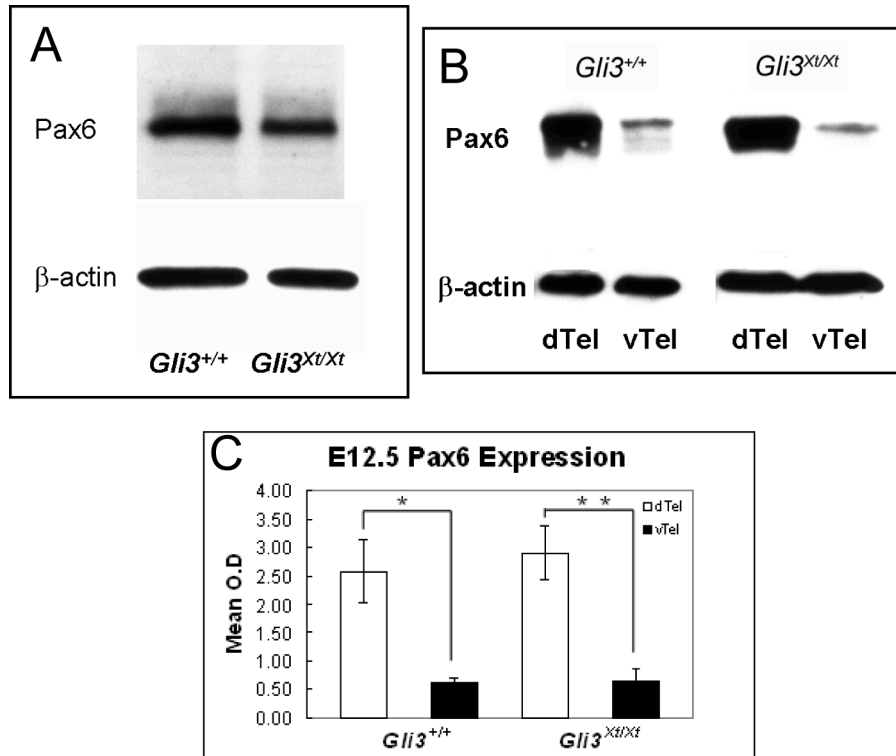 A
Pax6
β-actin
Gli3+/+ Gli3Xt/Xt
B
Gli3+/+ Gli3Xt/Xt
Pax6
β-actin
dTel vTel dTel vTel
C
E12.5 Pax6 Expression
4.00
3.50
3.00
2.50
2.00
1.50
1.00
0.50
0.00
Mean O.D
* * *
dTel
vTel
Gli3+/+ Gli3Xt/Xt